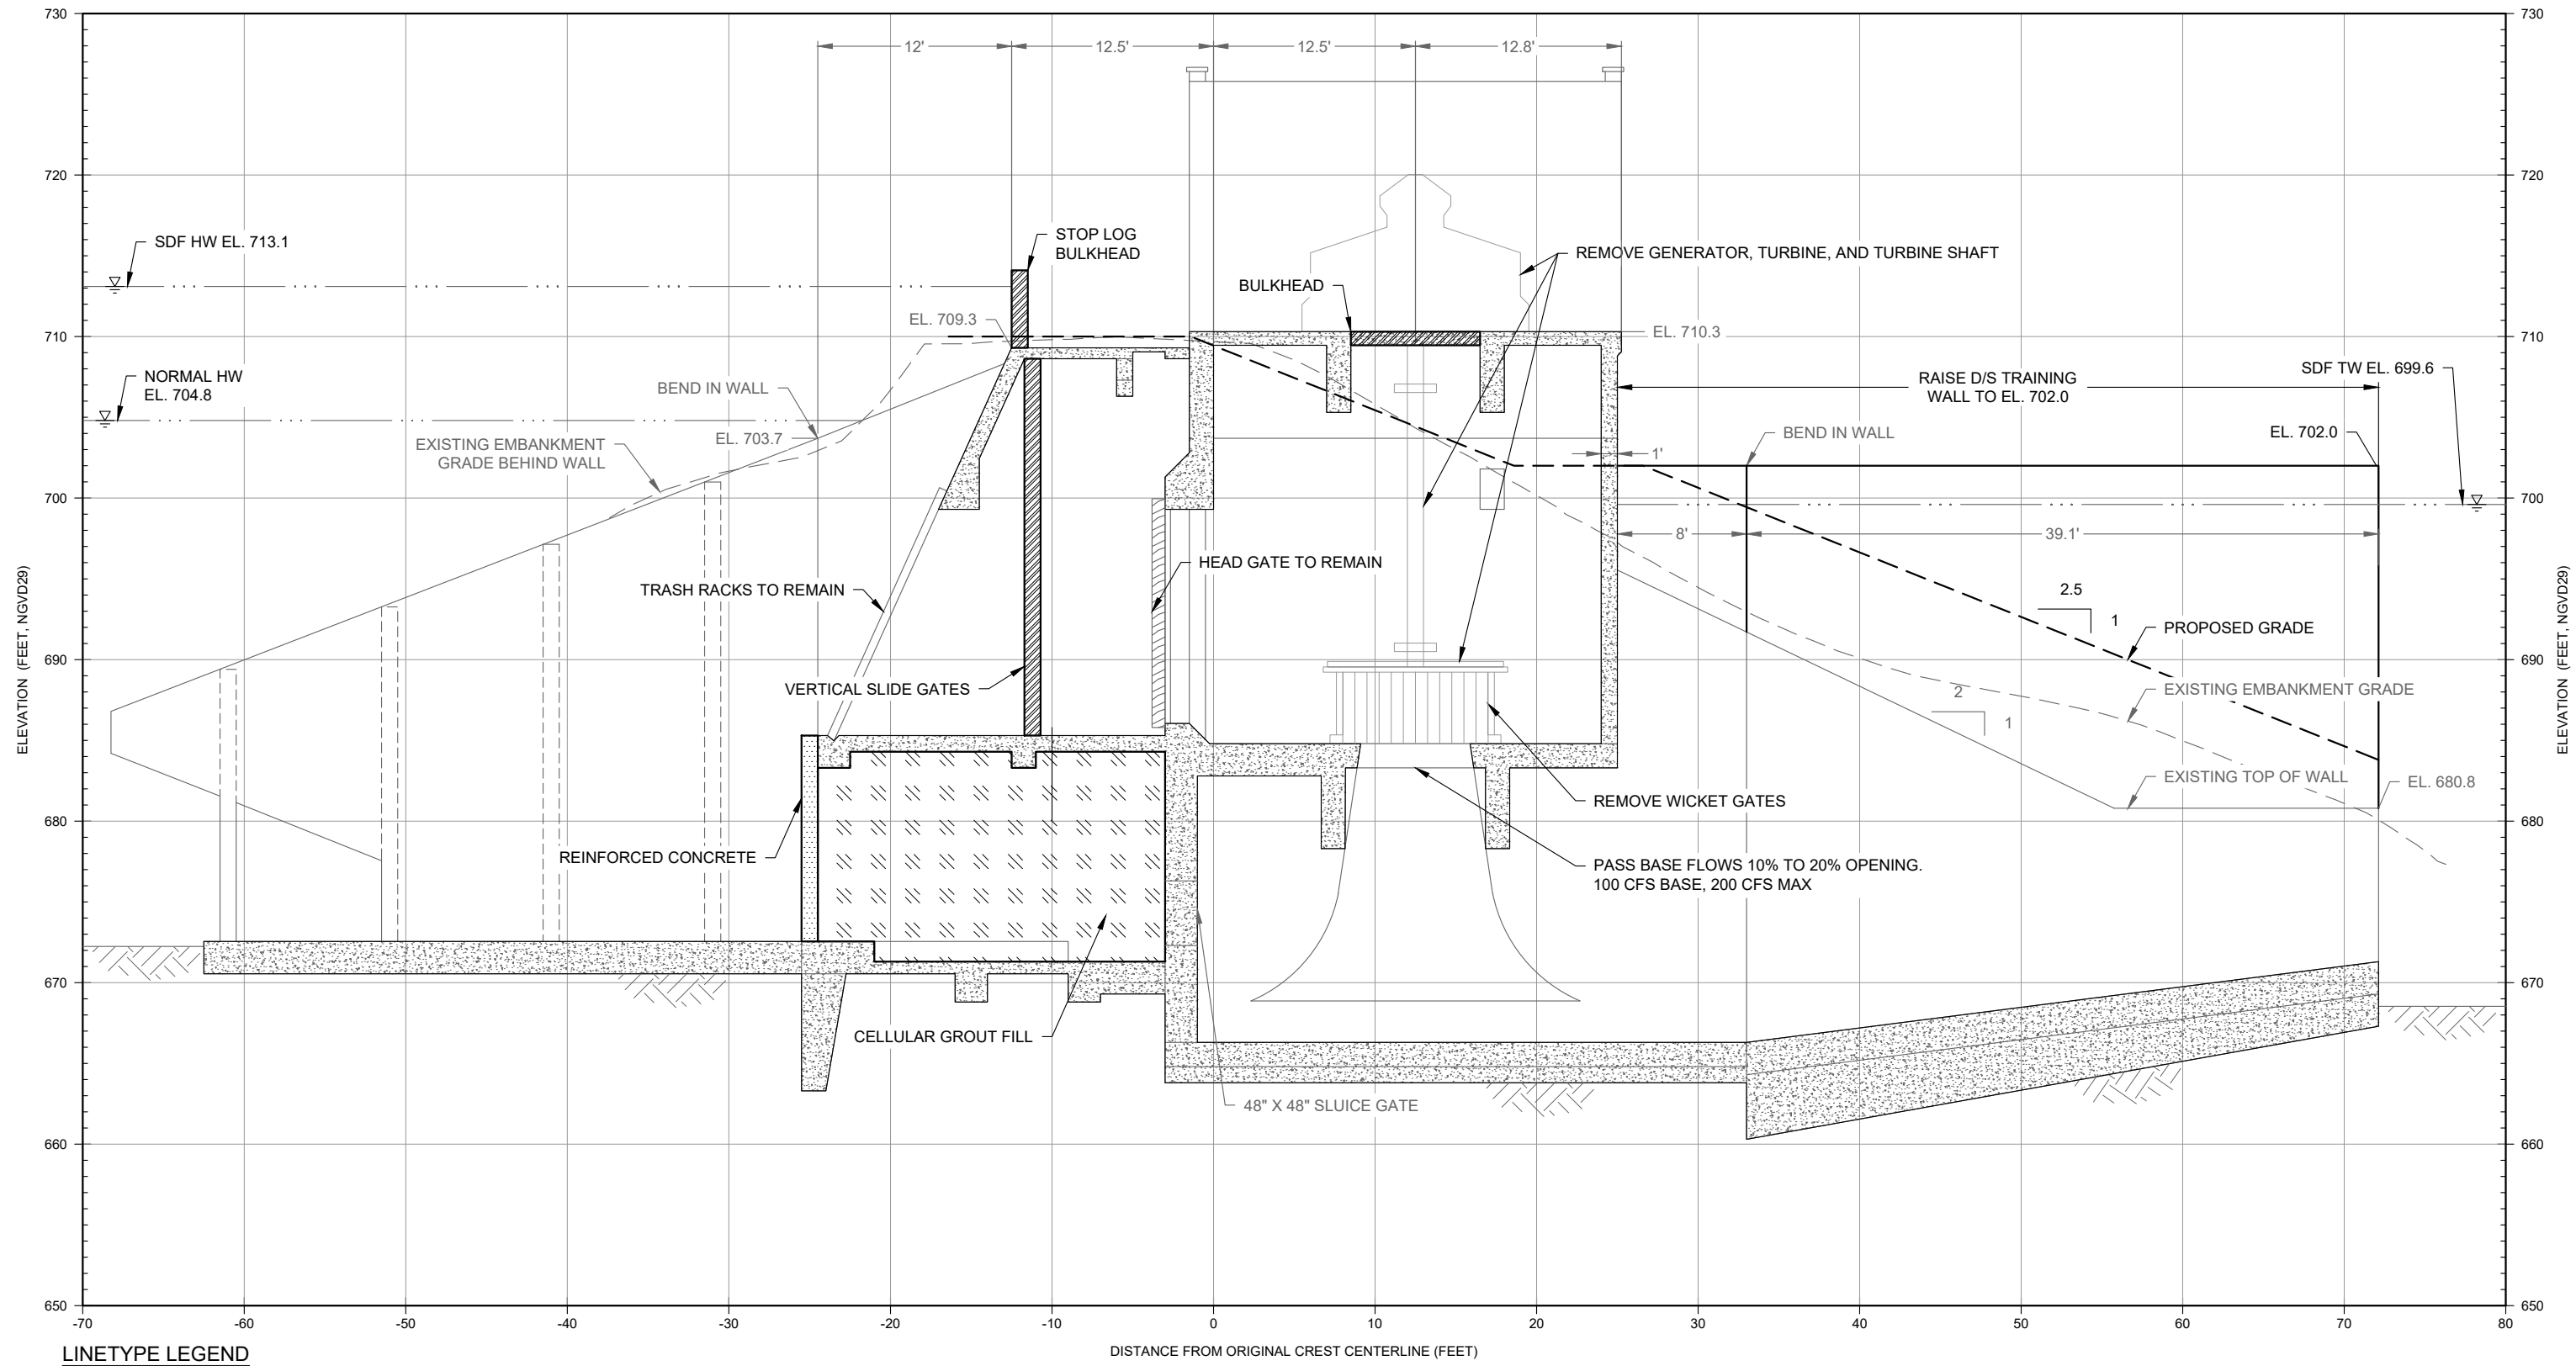 730
730
12'
12.5'
12.5'
12.8'
720
720
SDF HW EL. 713.1
STOP LOG
BULKHEAD
REMOVE GENERATOR, TURBINE, AND TURBINE SHAFT
BULKHEAD
EL. 709.3
EL. 710.3
710
710
NORMAL HW
EL. 704.8
BEND IN WALL
RAISE D/S TRAINING
WALL TO EL. 702.0
SDF TW EL. 699.6
EXISTING EMBANKMENT
GRADE BEHIND WALL
EL. 703.7
BEND IN WALL
EL. 702.0
1'
700
700
8'
39.1'
HEAD GATE TO REMAIN
TRASH RACKS TO REMAIN
2.5
1
PROPOSED GRADE
ELEVATION (FEET, NGVD29)
ELEVATION (FEET, NGVD29)
690
690
VERTICAL SLIDE GATES
2
1
EXISTING EMBANKMENT GRADE
EXISTING TOP OF WALL
EL. 680.8
REMOVE WICKET GATES
680
680
REINFORCED CONCRETE
PASS BASE FLOWS 10% TO 20% OPENING.
100 CFS BASE, 200 CFS MAX
670
670
CELLULAR GROUT FILL
48" X 48" SLUICE GATE
660
660
650
650
-70
-60
-50
-40
-30
-20
-10
0
10
20
30
40
50
60
70
80
LINETYPE LEGEND
DISTANCE FROM ORIGINAL CREST CENTERLINE (FEET)